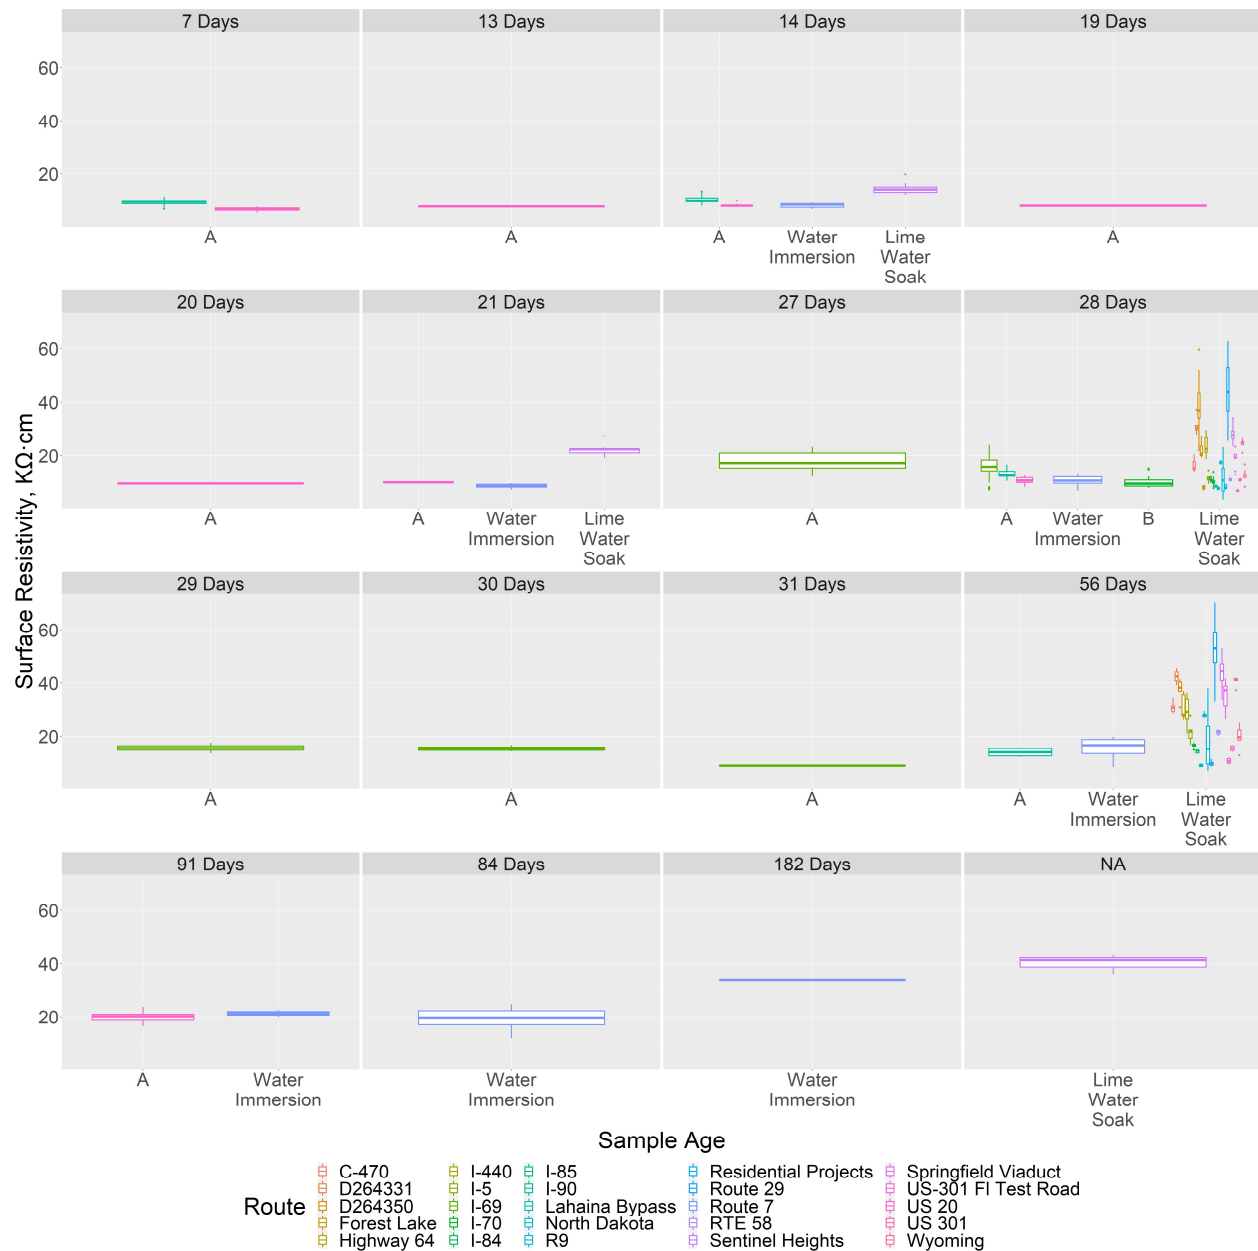 7 Days
13 Days
14 Days
19 Days
60
40
20
A
A
A
Water
Immersion
Lime
Water
Soak
A
20 Days
21 Days
27 Days
28 Days
60
40
20
A
A
Water
Immersion
Lime
Water
Soak
A
A
Water
Immersion
B
Lime
Water
Soak
Surface Resistivity, KΩ·cm
29 Days
30 Days
31 Days
56 Days
60
40
20
A
A
A
A
Water
Immersion
Lime
Water
Soak
91 Days
84 Days
182 Days
NA
60
40
20
A
Water
Immersion
Water
Immersion
Water
Immersion
Lime
Water
Soak
Sample Age
Route
C-470
D264331
D264350
Forest Lake
Highway 64
I-440
I-5
I-69
I-70
I-84
I-85
I-90
Lahaina Bypass
North Dakota
R9
Residential Projects
Route 29
Route 7
RTE 58
Sentinel Heights
Springfield Viaduct
US-301 Fl Test Road
US 20
US 301
Wyoming